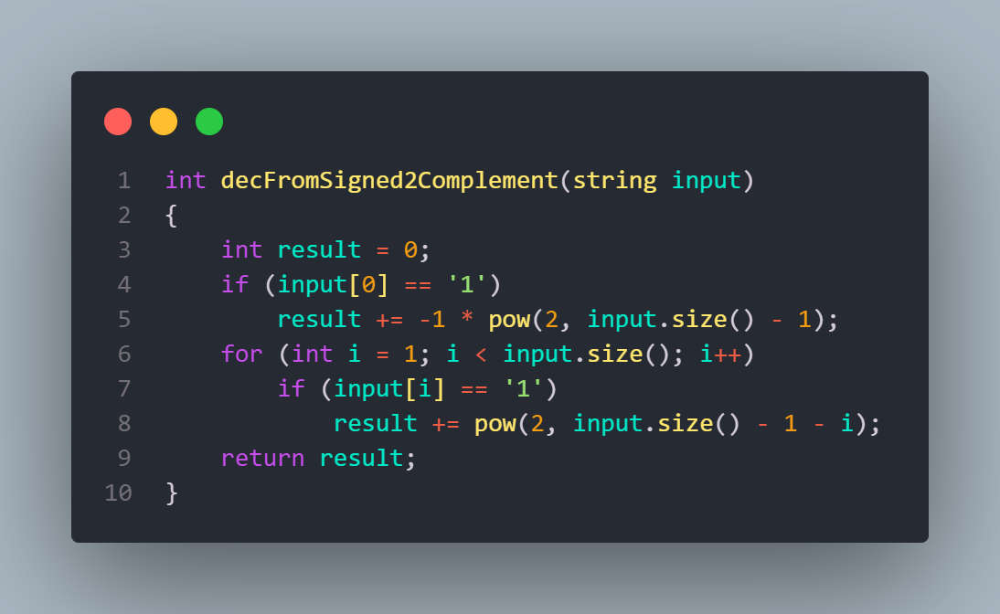 1 int decFromSigned2Complement(string input)
2 {
3     int result = 0;
4     if (input[0] == '1')
5         result += -1 * pow(2, input.size() - 1);
6     for (int i = 1; i < input.size(); i++)
7         if (input[i] == '1')
8             result += pow(2, input.size() - 1 - i);
9     return result;
10 }